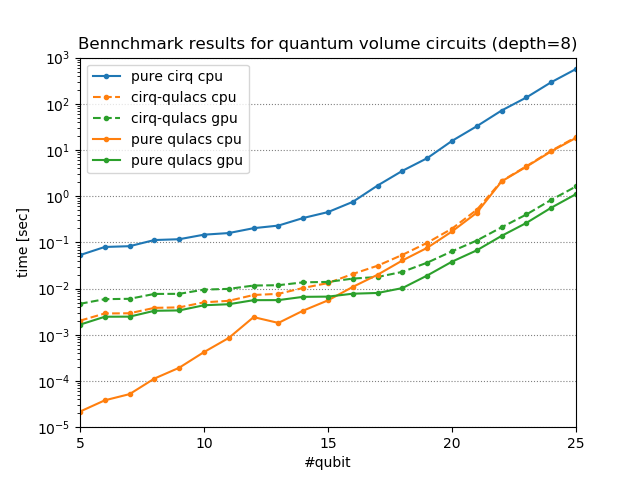 Bennchmark results for quantum volume circuits (depth=8)
pure cirq cpu
cirq-qulacs cpu
cirq-qulacs gpu
pure qulacs cpu
pure qulacs gpu
time [sec]
10³
10²
10¹
10⁰
10⁻¹
10⁻²
10⁻³
10⁻⁴
10⁻⁵
5 10 15 20 25
#qubit